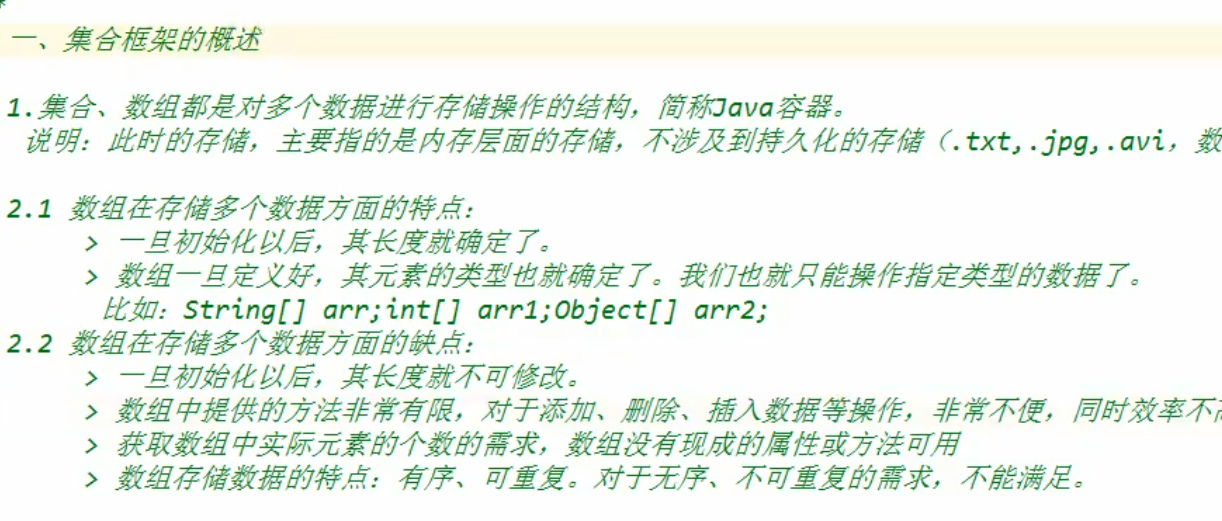 *
一、集合框架的概述
1.集合、数组都是对多个数据进行存储操作的结构，简称Java容器。
说明：此时的存储，主要指的是内存层面的存储，不涉及到持久化的存储（.txt,.jpg,.avi，数
2.1 数组在存储多个数据方面的特点：
> 一旦初始化以后，其长度就确定了。
> 数组一旦定义好，其元素的类型也就确定了。我们也就只能操作指定类型的数据了。
比如：String[] arr;int[] arr1;Object[] arr2;
2.2 数组在存储多个数据方面的缺点：
> 一旦初始化以后，其长度就不可修改。
> 数组中提供的方法非常有限，对于添加、删除、插入数据等操作，非常不便，同时效率不高
> 获取数组中实际元素的个数的需求，数组没有现成的属性或方法可用
> 数组存储数据的特点：有序、可重复。对于无序、不可重复的需求，不能满足。